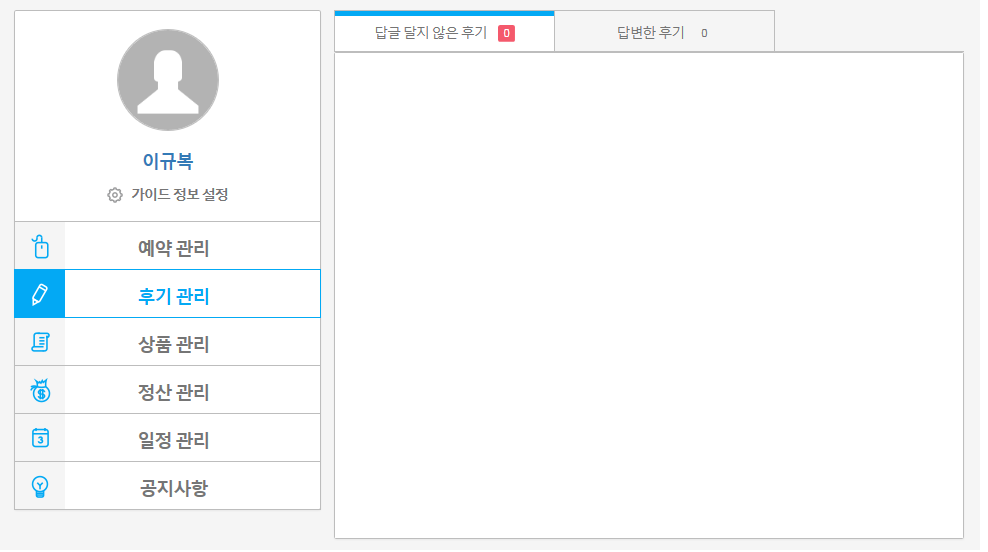 이규복
가이드 정보 설정
예약 관리
후기 관리
상품 관리
정산 관리
3
일정 관리
공지사항
답글 달지 않은 후기 0
답변한 후기 0